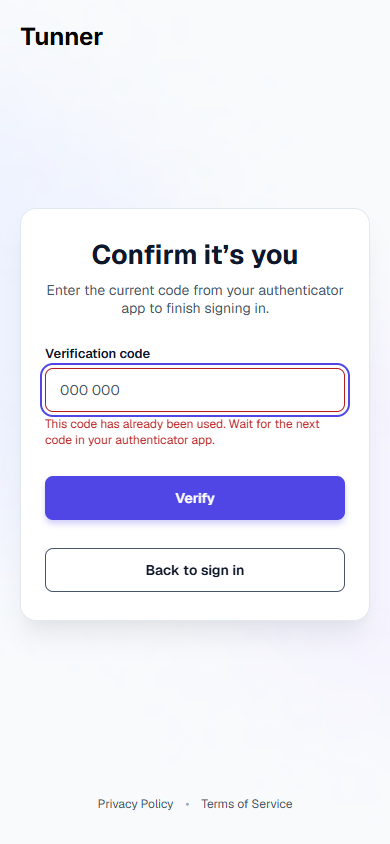 Tunner
Confirm it’s you
Enter the current code from your authenticator
app to finish signing in.
Verification code
000 000
This code has already been used. Wait for the next
code in your authenticator app.
Verify
Back to sign in
Privacy Policy • Terms of Service